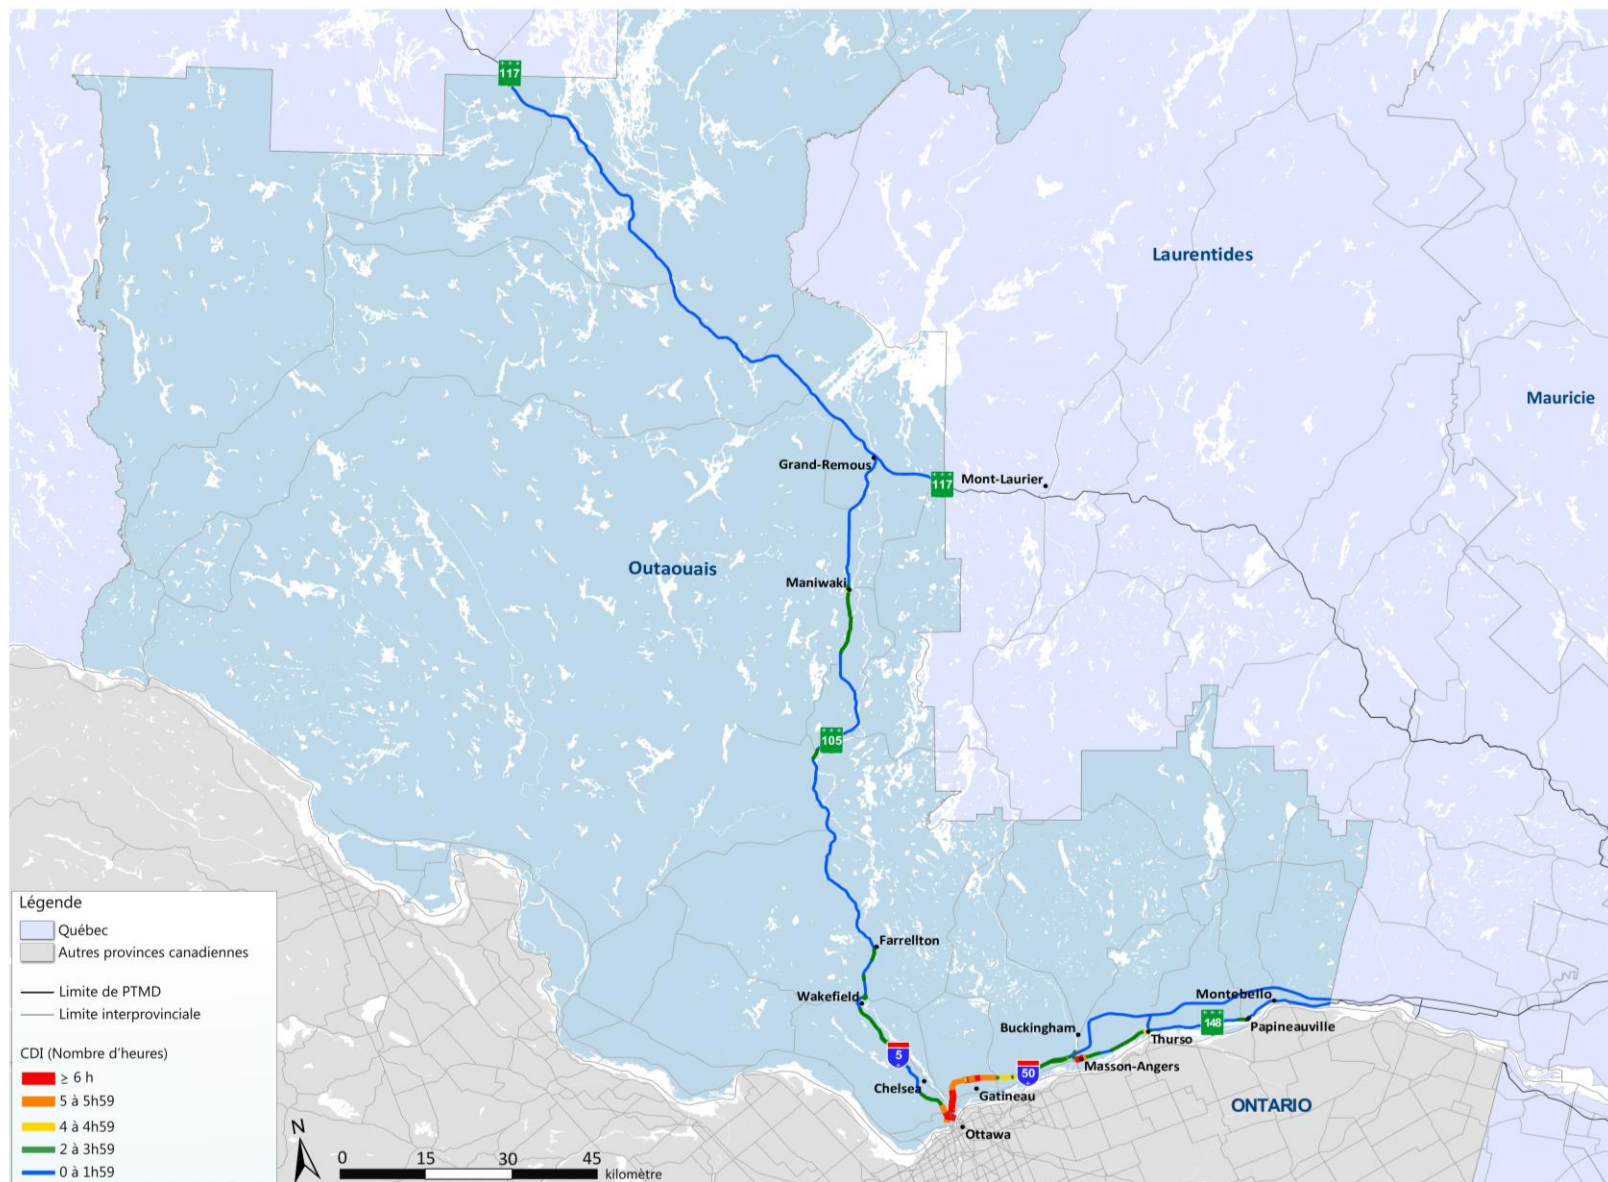 117
Laurentides
Mauricie
Grand-Remous
117
Mont-Laurier
Outaouais
Maniwaki
105
Farrellton
Wakefield
Montebello
Buckingham
148
Papineauville
Thurso
5
50
Masson-Angers
Chelsea
Gatineau
ONTARIO
Ottawa
Légende
Québec
Autres provinces canadiennes
Limite de PTMD
Limite interprovinciale
CDI (Nombre d'heures)
≥ 6 h
5 à 5h59
4 à 4h59
2 à 3h59
0 à 1h59
N
0 15 30 45
kilomètre